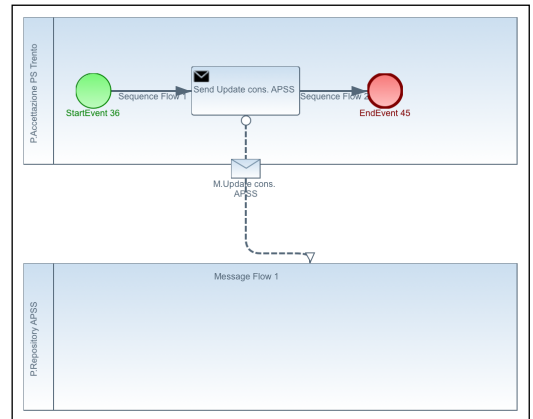 P.Accettazione PS Trento
StartEvent 36
Sequence Flow 1
Send Update cons. APSS
Sequence Flow 2
EndEvent 45
M.Update cons.
APSS
Message Flow 1
P.Repository APSS